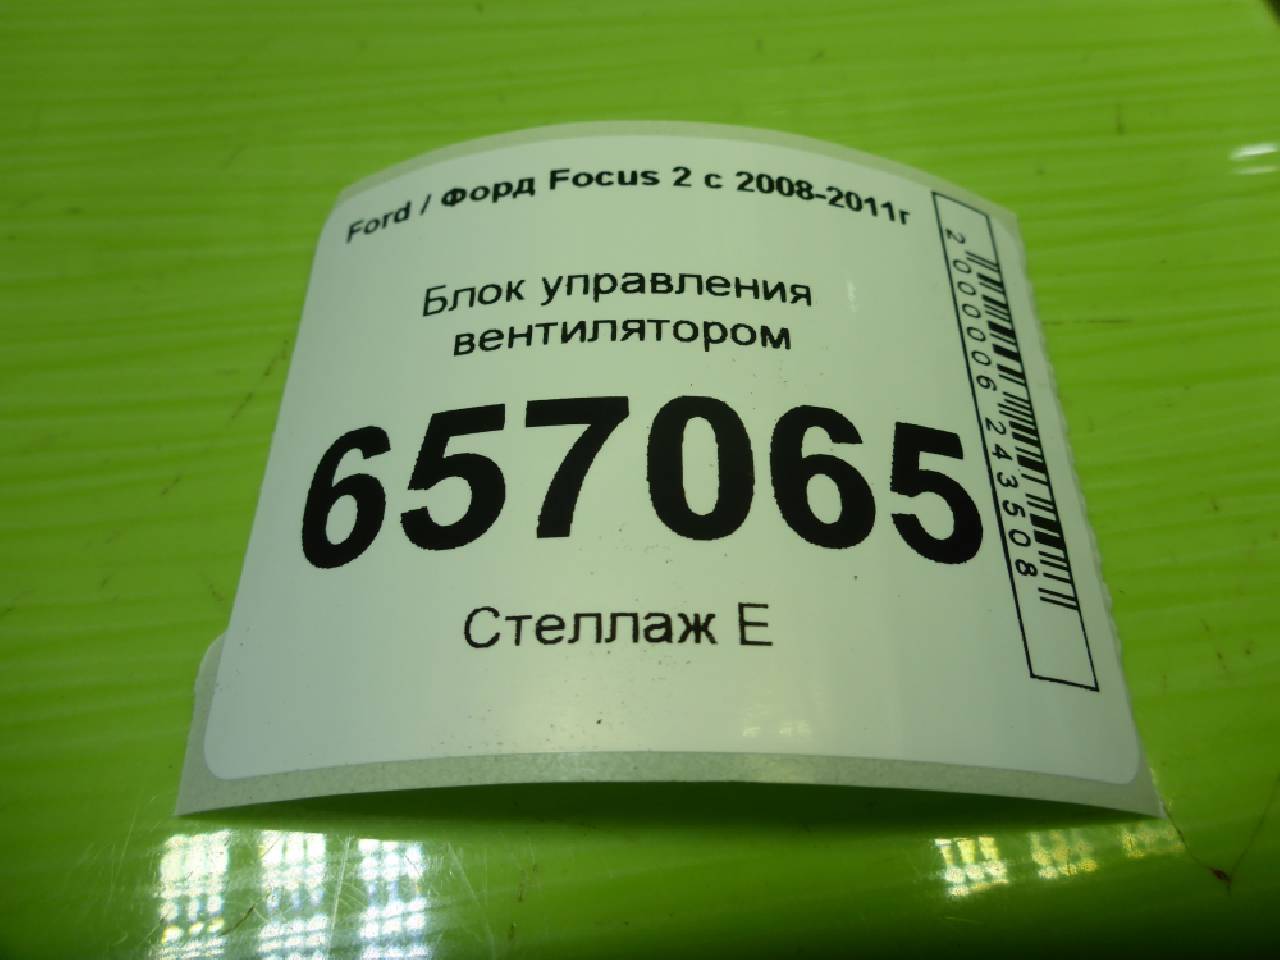 Ford / Форд Focus 2 с 2008-2011г
Блок управления
вентилятором
657065
Стеллаж Е
2000006243508